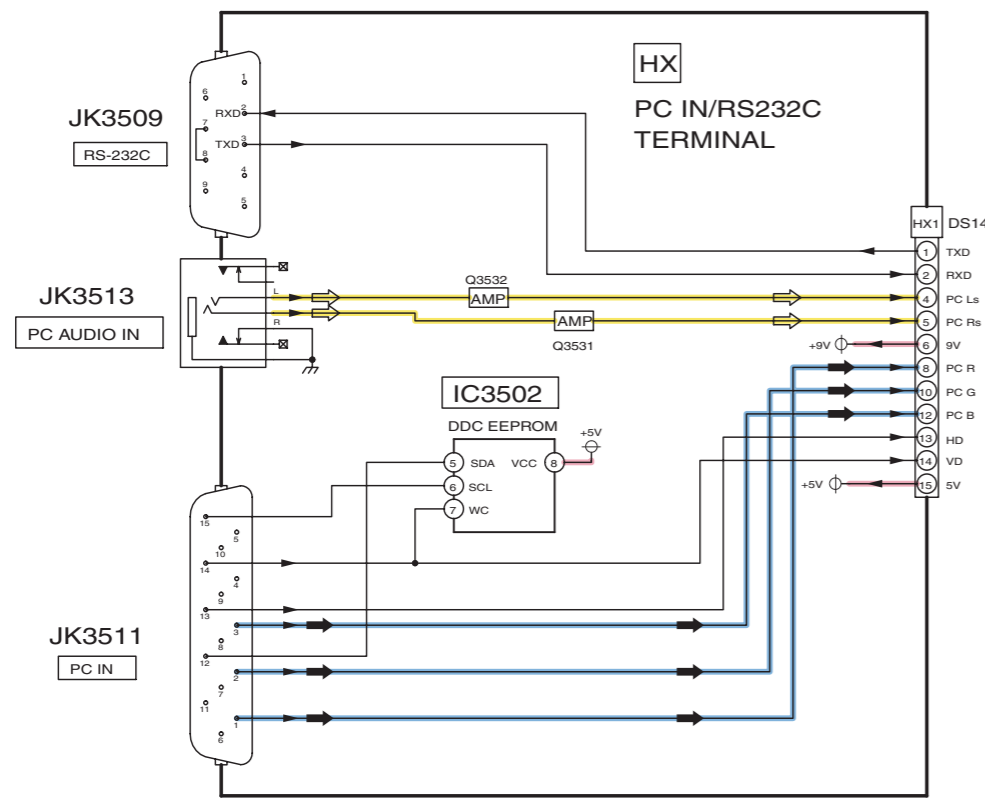 HX
PC IN/RS232C
TERMINAL
JK3509
RS-232C
1
6
RXD 2
7
TXD 3
8
4
9
5
JK3513
PC AUDIO IN
L
R
Q3532
AMP
AMP
Q3531
HX1 DS14
1 TXD
2 RXD
4 PC Ls
5 PC Rs
+9V 6 9V
8 PC R
10 PC G
12 PC B
13 HD
14 VD
+5V 15 5V
IC3502
DDC EEPROM
+5V
5 SDA VCC 8
6 SCL
7 WC
JK3511
PC IN
15
5
10
14
4
9
13
3
8
12
2
7
11
1
6